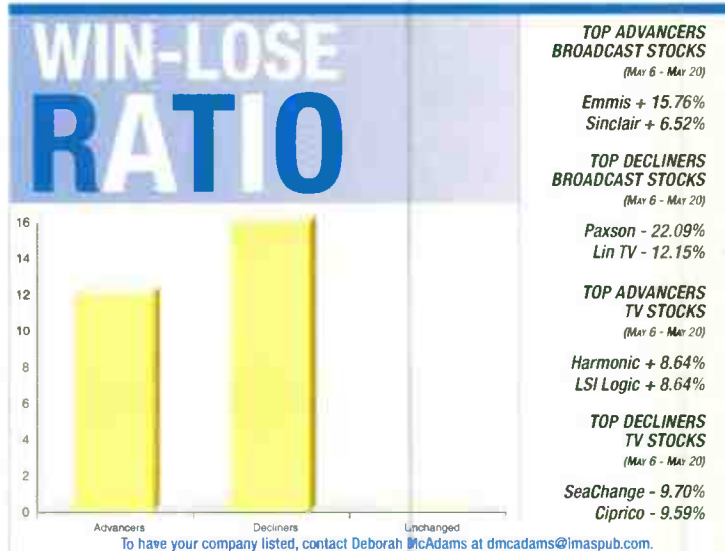 WIN-LOSE
RATIO
16
14
12
10
8
6
4
2
0
Advancers
Decliners
Unchanged
TOP ADVANCERS
BROADCAST STOCKS
(MAY 6 - MAY 20)
Emmis + 15.76%
Sinclair + 6.52%
TOP DECLINERS
BROADCAST STOCKS
(MAY 6 - MAY 20)
Paxson - 22.09%
Lin TV - 12.15%
TOP ADVANCERS
TV STOCKS
(MAY 6 - MAY 20)
Harmonic + 8.64%
LSI Logic + 8.64%
TOP DECLINERS
TV STOCKS
(MAY 6 - MAY 20)
SeaChange - 9.70%
Ciprico - 9.59%
To have your company listed, contact Deborah McAdams at dmcadams@imaspub.com.